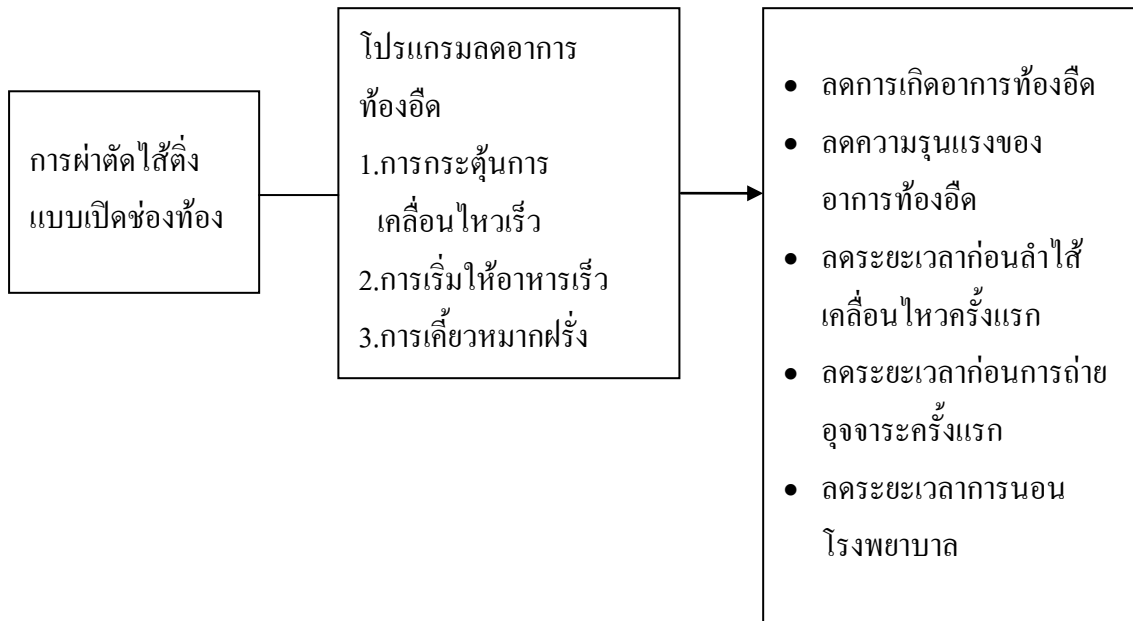 การผ่าตัดไส้ติ่ง
แบบเปิดช่องท้อง
โปรแกรมลดอาการ
ท้องอืด
1.การกระตุ้นการ
เคลื่อนไหวเร็ว
2.การเริ่มให้อาหารเร็ว
3.การเคี้ยวหมากฝรั่ง
• ลดการเกิดอาการท้องอืด
• ลดความรุนแรงของ
อาการท้องอืด
• ลดระยะเวลาก่อนลำไส้
เคลื่อนไหวครั้งแรก
• ลดระยะเวลาก่อนการถ่าย
อุจจาระครั้งแรก
• ลดระยะเวลาการนอน
โรงพยาบาล